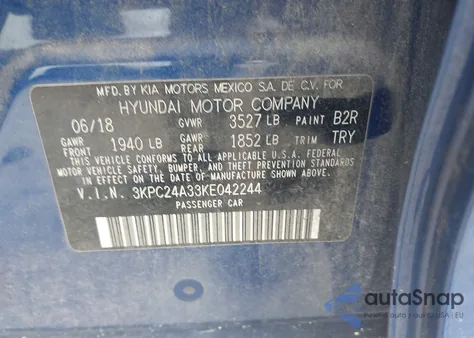 MFD. BY KIA MOTORS MEXICO S.A. DE C.V. FOR
HYUNDAI MOTOR COMPANY
06/18 GVWR 3527 LB PAINT B2R
GAWR FRONT 1940 LB GAWR REAR 1852 LB TRIM TRY
THIS VEHICLE CONFORMS TO ALL APPLICABLE U.S.A. FEDERAL
MOTOR VEHICLE SAFETY, BUMPER, AND THEFT PREVENTION STANDARDS
IN EFFECT ON THE DATE OF MANUFACTURE SHOWN ABOVE.
V.I.N. 3KPC24A33KE042244
PASSENGER CAR
autoSnap